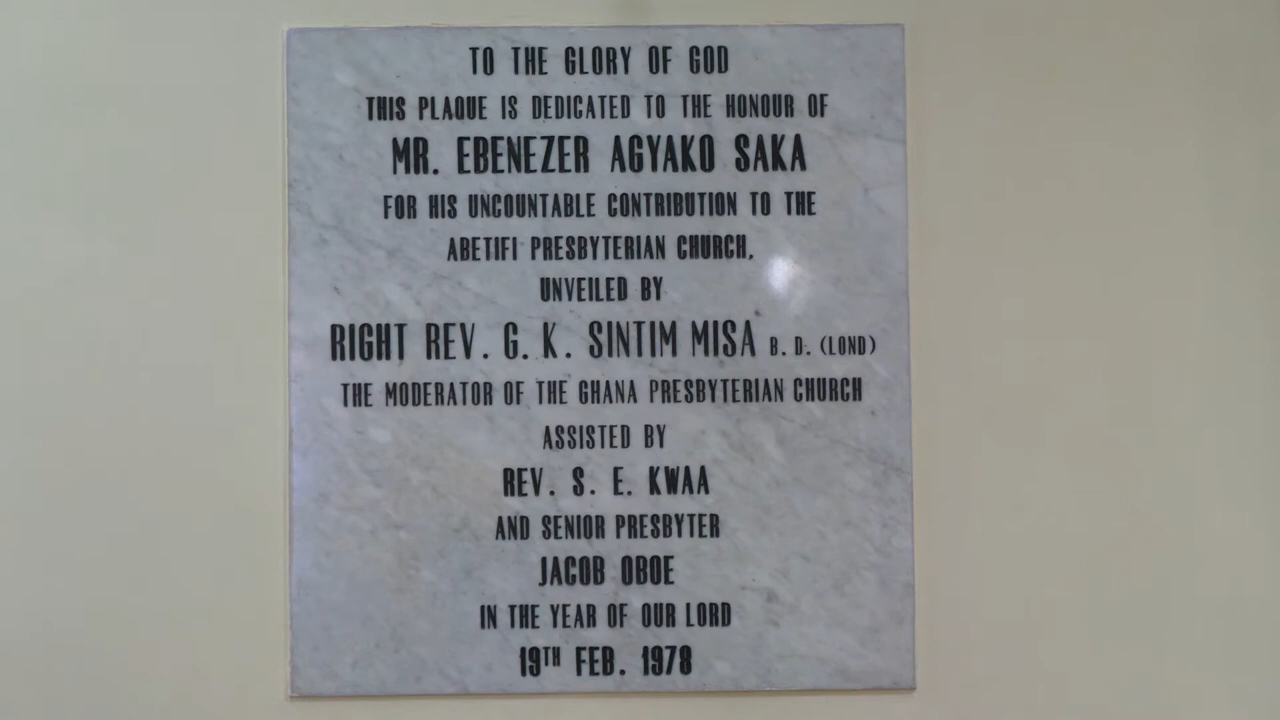 TO THE GLORY OF GOD
THIS PLAQUE IS DEDICATED TO THE HONOUR OF
MR. EBENEZER AGYAKO SAKA
FOR HIS UNCOUNTABLE CONTRIBUTION TO THE
ABETIFI PRESBYTERIAN CHURCH,
UNVEILED BY
RIGHT REV. G. K. SINTIM MISA B. D. (LOND)
THE MODERATOR OF THE GHANA PRESBYTERIAN CHURCH
ASSISTED BY
REV. S. E. KWAA
AND SENIOR PRESBYTER
JACOB OBOE
IN THE YEAR OF OUR LORD
19TH FEB. 1978